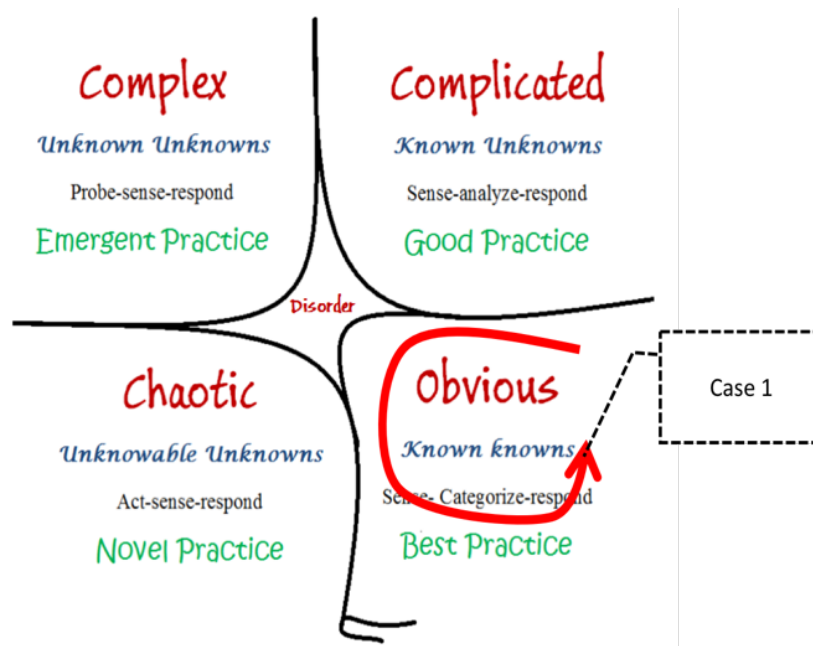 Complex
Unknown Unknowns
Probe-sense-respond
Emergent Practice
Complicated
Known Unknowns
Sense-analyze-respond
Good Practice
Disorder
Chaotic
Unknowable Unknowns
Act-sense-respond
Novel Practice
Obvious
Known knowns
Sense- Categorize-respond
Best Practice
Case 1